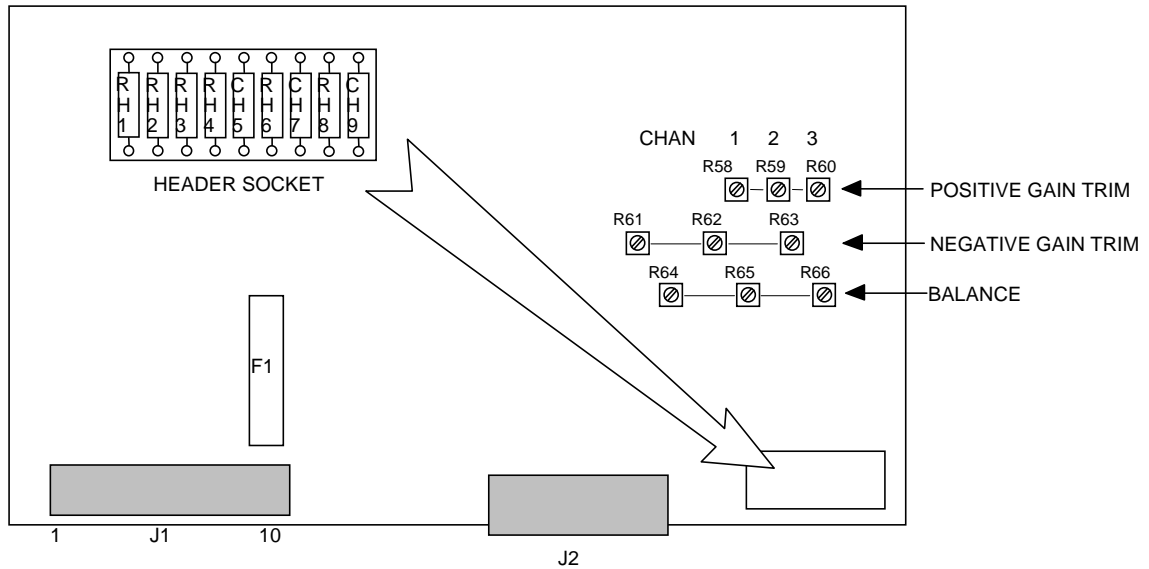 RH1 RH2 RH3 RH4 CH5 RH6 CH7 RH8 CH9
HEADER SOCKET
CHAN 1 2 3
R58 R59 R60
POSITIVE GAIN TRIM
R61 R62 R63
NEGATIVE GAIN TRIM
R64 R65 R66
BALANCE
F1
1 J1 10
J2